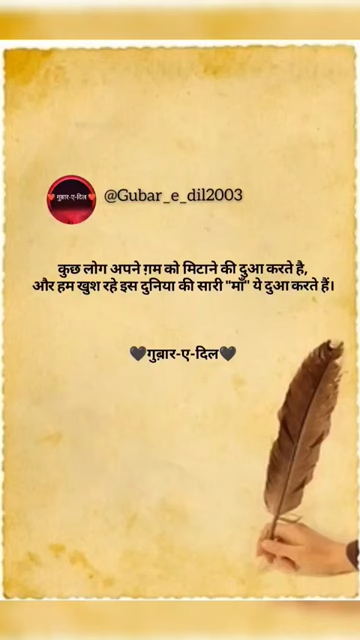 गुब़ार-ए-दिल
@Gubar_e_dil2003
कुछ लोग अपने ग़म को मिटाने की दुआ करते है,
और हम खुश रहे इस दुनिया की सारी "माँ" ये दुआ करते हैं।
🖤गुब़ार-ए-दिल🖤